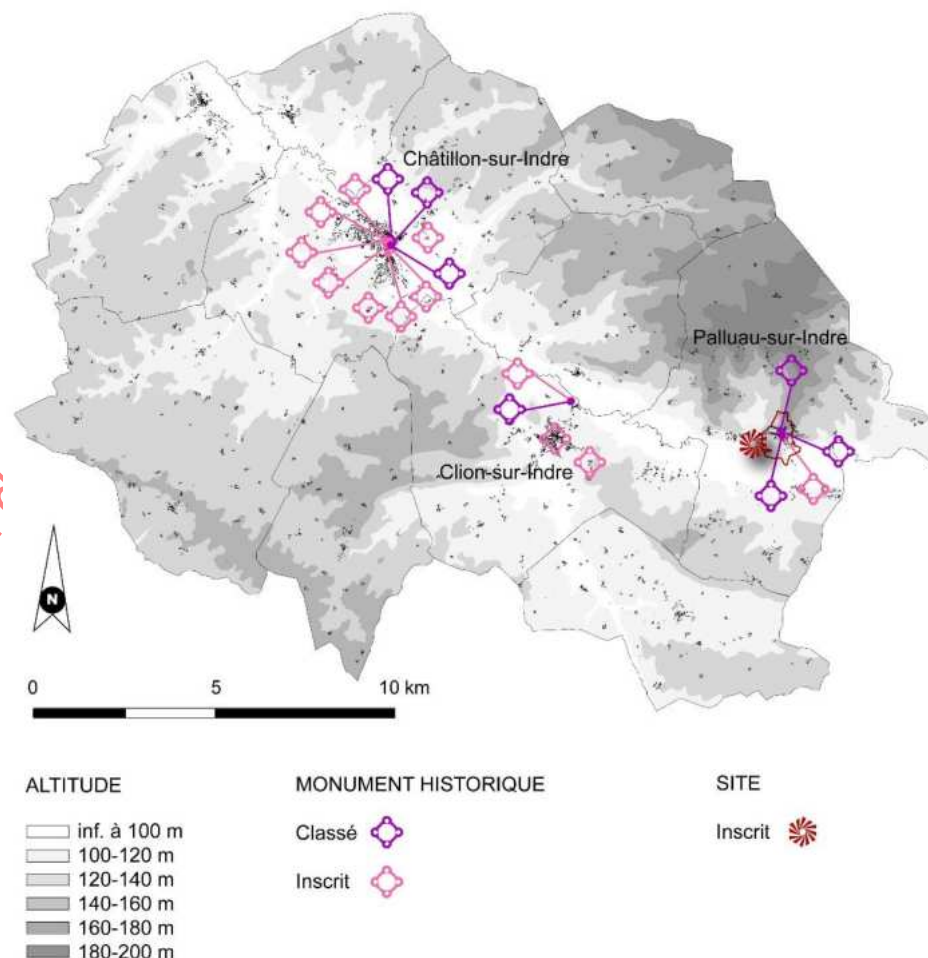 Châtillon-sur-Indre
Palluau-sur-Indre
Clion-sur-Indre
N
0 5 10 km
ALTITUDE
inf. à 100 m
100-120 m
120-140 m
140-160 m
160-180 m
180-200 m
MONUMENT HISTORIQUE
Classé
Inscrit
SITE
Inscrit